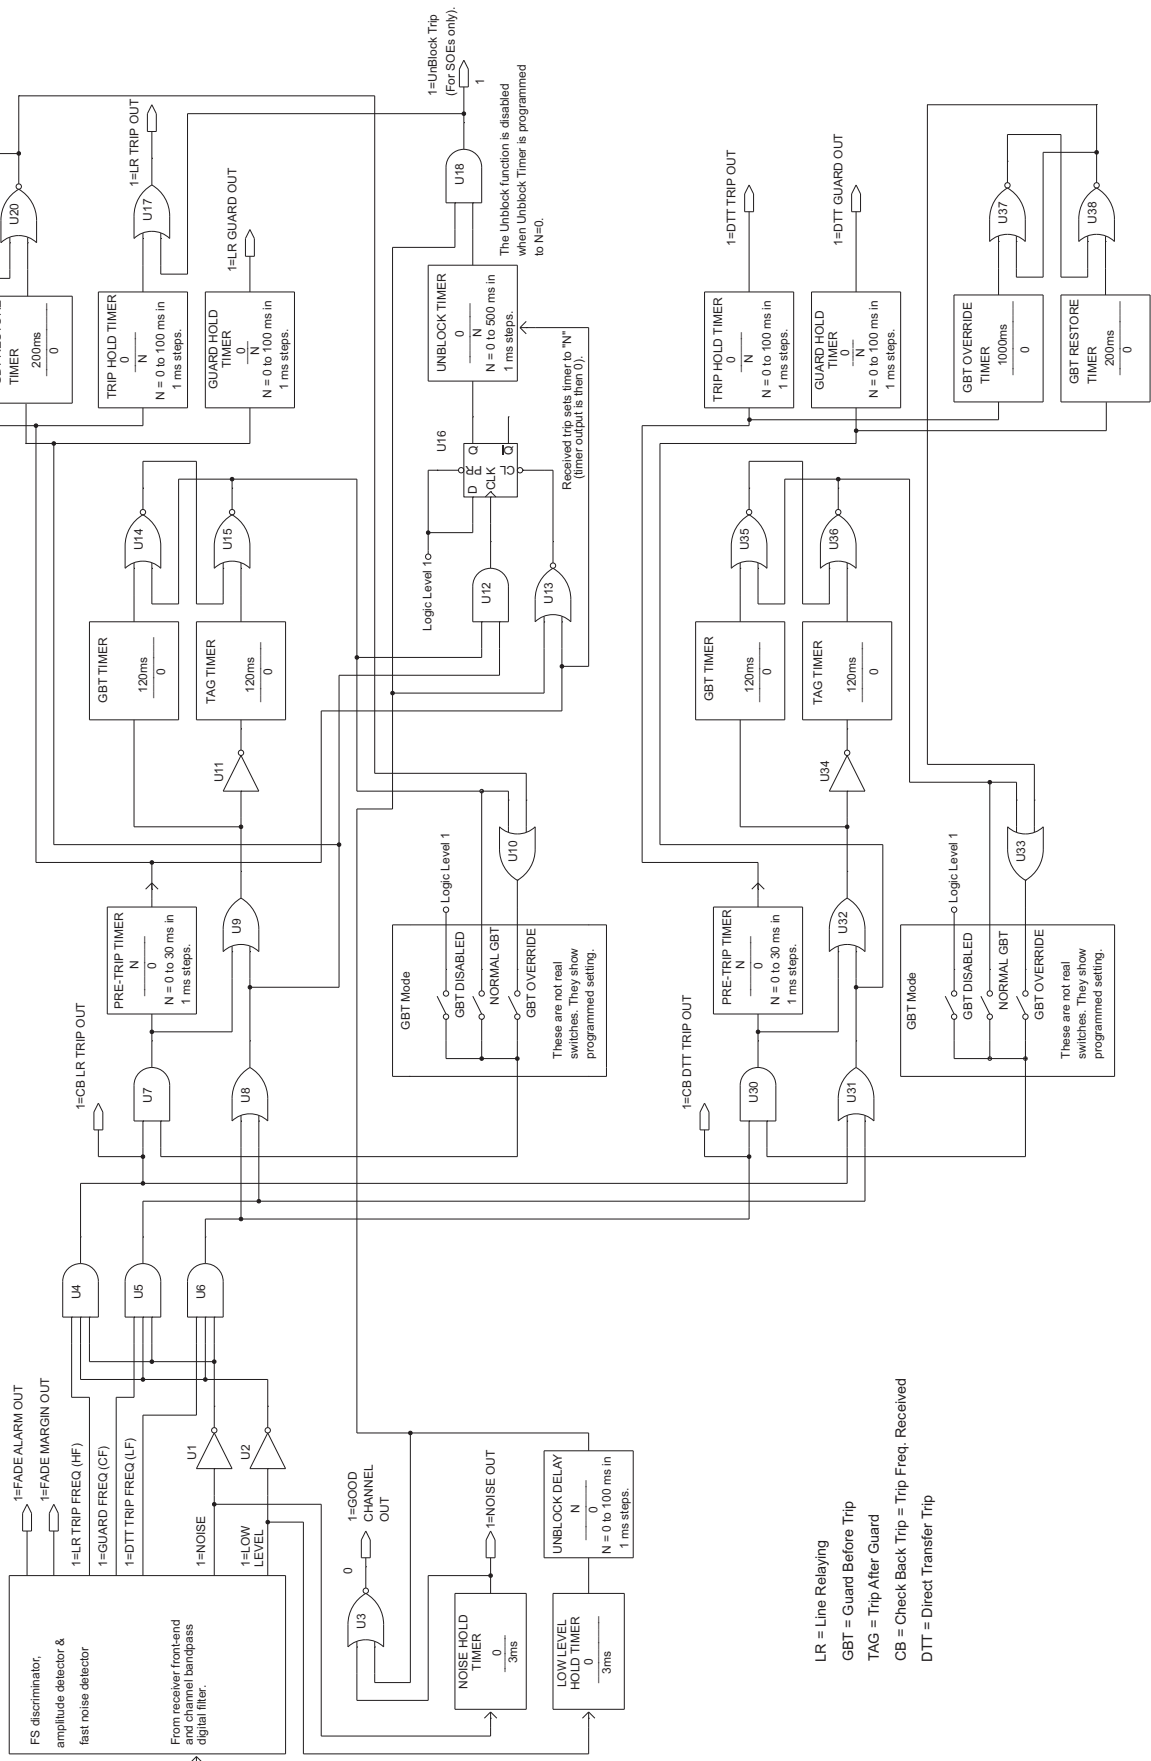 FS discriminator,
amplitude detector &
fast noise detector
From receiver front-end
and channel bandpass
digital filter.
1=FADE ALARM OUT
1=FADE MARGIN OUT
1=LR TRIP FREQ (HF)
1=GUARD FREQ (CF)
1=DTT TRIP FREQ (LF)
1=NOISE
1=LOW
LEVEL
U1
U2
U3
U4
U5
U6
0
1=GOOD
CHANNEL
OUT
1=NOISE OUT
NOISE HOLD
TIMER
0
3ms
LOW LEVEL
HOLD TIMER
0
3ms
UNBLOCK DELAY
N
0
N = 0 to 100 ms in
1 ms steps.
1=CB LR TRIP OUT
U7
U8
PRE-TRIP TIMER
N
0
N = 0 to 30 ms in
1 ms steps.
U9
U11
GBT Mode
GBT DISABLED
NORMAL GBT
GBT OVERRIDE
These are not real
switches. They show
programmed setting.
Logic Level 1
U10
GBT TIMER
120ms
0
TAG TIMER
120ms
0
U14
U15
Logic Level 1
U12
U13
U16
D
PR
CLK
CL
Q
Q
Received trip sets timer to "N"
(timer output is then 0).
TIMER
200ms
0
TRIP HOLD TIMER
0
N
N = 0 to 100 ms in
1 ms steps.
GUARD HOLD
TIMER
0
N
N = 0 to 100 ms in
1 ms steps.
UNBLOCK TIMER
0
N
N = 0 to 500 ms in
1 ms steps.
U20
U17
U18
1=LR TRIP OUT
1=LR GUARD OUT
1=UnBlock Trip
(For SOEs only).
1
The Unblock function is disabled
when Unblock Timer is programmed
to N=0.
1=CB DTT TRIP OUT
U30
U31
PRE-TRIP TIMER
N
0
N = 0 to 30 ms in
1 ms steps.
U32
U34
GBT Mode
GBT DISABLED
NORMAL GBT
GBT OVERRIDE
These are not real
switches. They show
programmed setting.
Logic Level 1
U33
GBT TIMER
120ms
0
TAG TIMER
120ms
0
U35
U36
TRIP HOLD TIMER
0
N
N = 0 to 100 ms in
1 ms steps.
GUARD HOLD
TIMER
0
N
N = 0 to 100 ms in
1 ms steps.
GBT OVERRIDE
TIMER
1000ms
0
GBT RESTORE
TIMER
200ms
0
U37
U38
1=DTT TRIP OUT
1=DTT GUARD OUT
LR = Line Relaying
GBT = Guard Before Trip
TAG = Trip After Guard
CB = Check Back Trip = Trip Freq. Received
DTT = Direct Transfer Trip